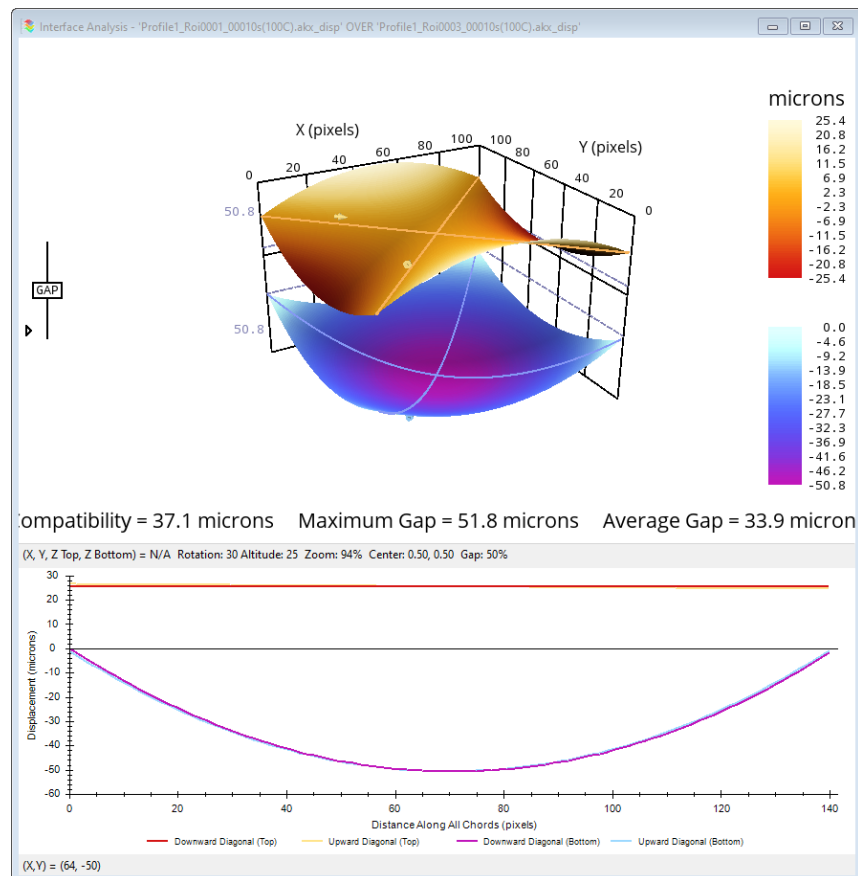 Interface Analysis - 'Profile1_Roi0001_00010s(100C).akx_disp' OVER 'Profile1_Roi0003_00010s(100C).akx_disp'
microns
X (pixels)
Y (pixels)
0 20 40 60 80 100
100 80 60 40 20 0
50.8
50.8
GAP
25.4
20.8
16.2
11.5
6.9
2.3
-2.3
-6.9
-11.5
-16.2
-20.8
-25.4
0.0
-4.6
-9.2
-13.9
-18.5
-23.1
-27.7
-32.3
-36.9
-41.6
-46.2
-50.8
ompatibility = 37.1 microns Maximum Gap = 51.8 microns Average Gap = 33.9 micron
(X, Y, Z Top, Z Bottom) = N/A Rotation: 30 Altitude: 25 Zoom: 94% Center: 0.50, 0.50 Gap: 50%
Displacement (microns)
30
20
10
0
-10
-20
-30
-40
-50
-60
0 20 40 60 80 100 120 140
Distance Along All Chords (pixels)
Downward Diagonal (Top) Upward Diagonal (Top) Downward Diagonal (Bottom) Upward Diagonal (Bottom)
(X,Y) = (64, -50)